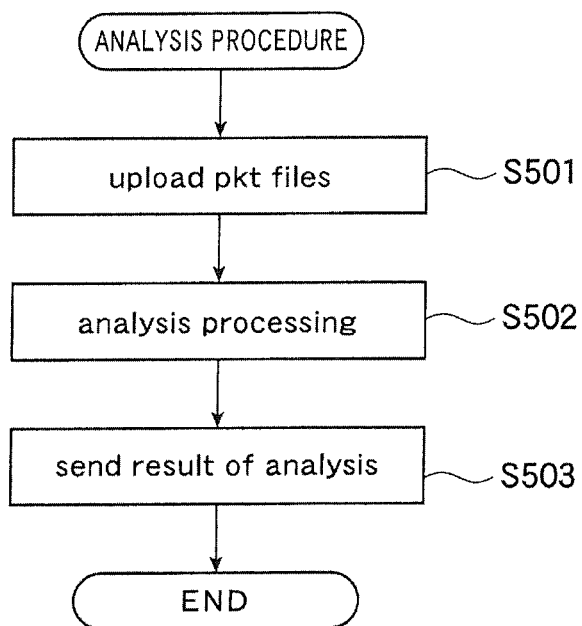 ANALYSIS PROCEDURE
upload pkt files
S501
analysis processing
S502
send result of analysis
S503
END